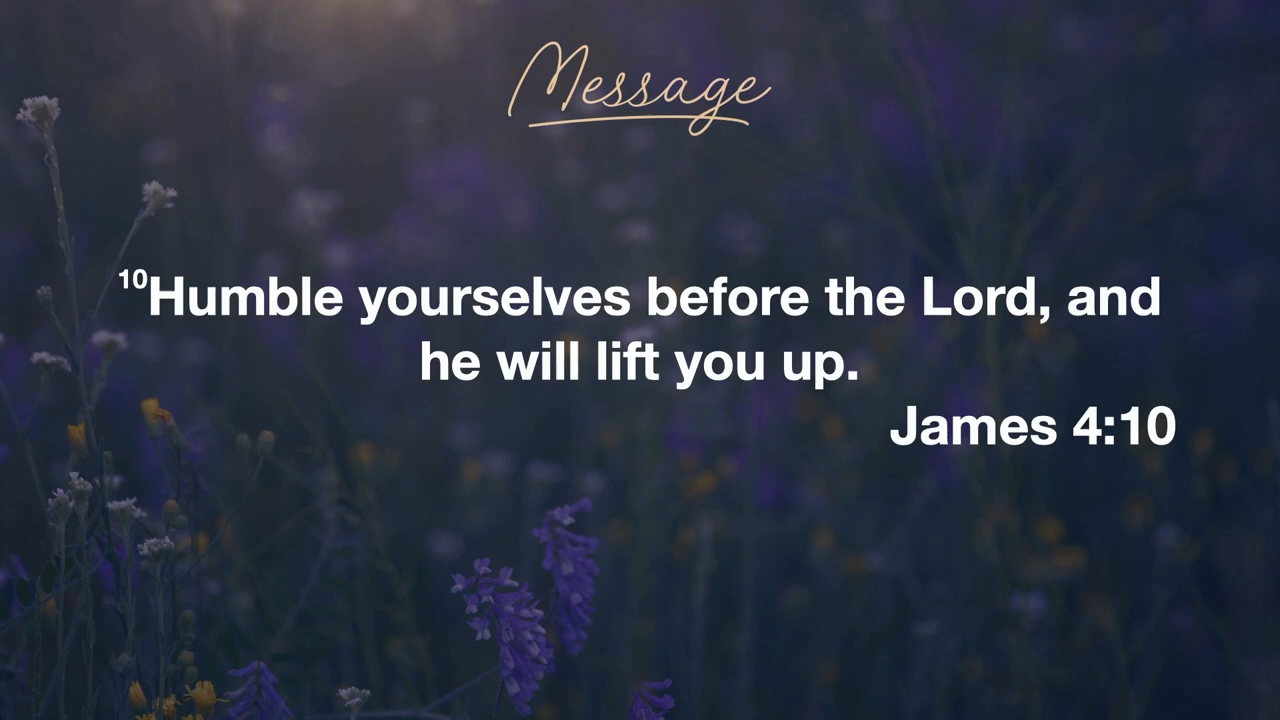 Message
¹⁰Humble yourselves before the Lord, and
he will lift you up.
James 4:10